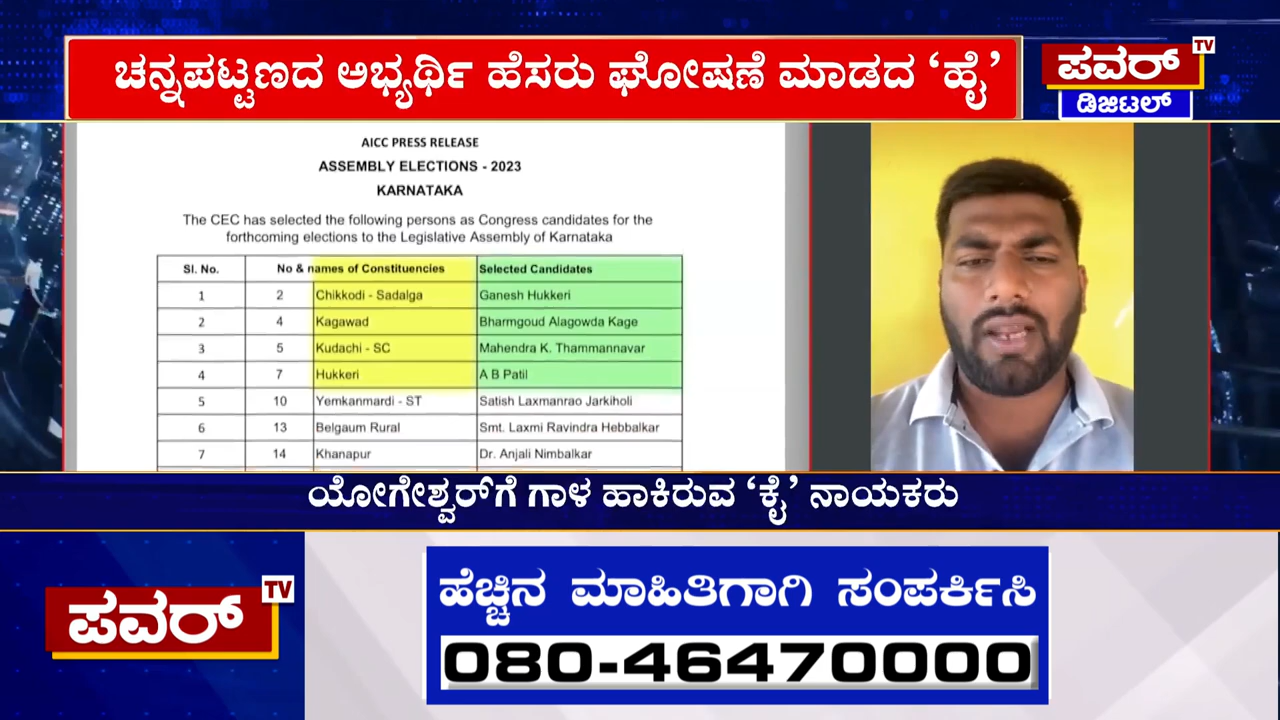 ಚನ್ನಪಟ್ಟಣದ ಅಭ್ಯರ್ಥಿ ಹೆಸರು ಘೋಷಣೆ ಮಾಡದ ‘ಹೈ’
ಪವರ್ TV
ಡಿಜಿಟಲ್
AICC PRESS RELEASE
ASSEMBLY ELECTIONS - 2023
KARNATAKA
The CEC has selected the following persons as Congress candidates for the
forthcoming elections to the Legislative Assembly of Karnataka
Sl. No. No & names of Constituencies Selected Candidates
1 2 Chikkodi - Sadalga Ganesh Hukkeri
2 4 Kagawad Bharmgoud Alagowda Kage
3 5 Kudachi - SC Mahendra K. Thammannavar
4 7 Hukkeri A B Patil
5 10 Yemkanmardi - ST Satish Laxmanrao Jarkiholi
6 13 Belgaum Rural Smt. Laxmi Ravindra Hebbalkar
7 14 Khanapur Dr. Anjali Nimbalkar
ಯೋಗೇಶ್ವರ್‌ಗೆ ಗಾಳ ಹಾಕಿರುವ ‘ಕೈ’ ನಾಯಕರು
ಪವರ್ TV
ಹೆಚ್ಚಿನ ಮಾಹಿತಿಗಾಗಿ ಸಂಪರ್ಕಿಸಿ
080-46470000